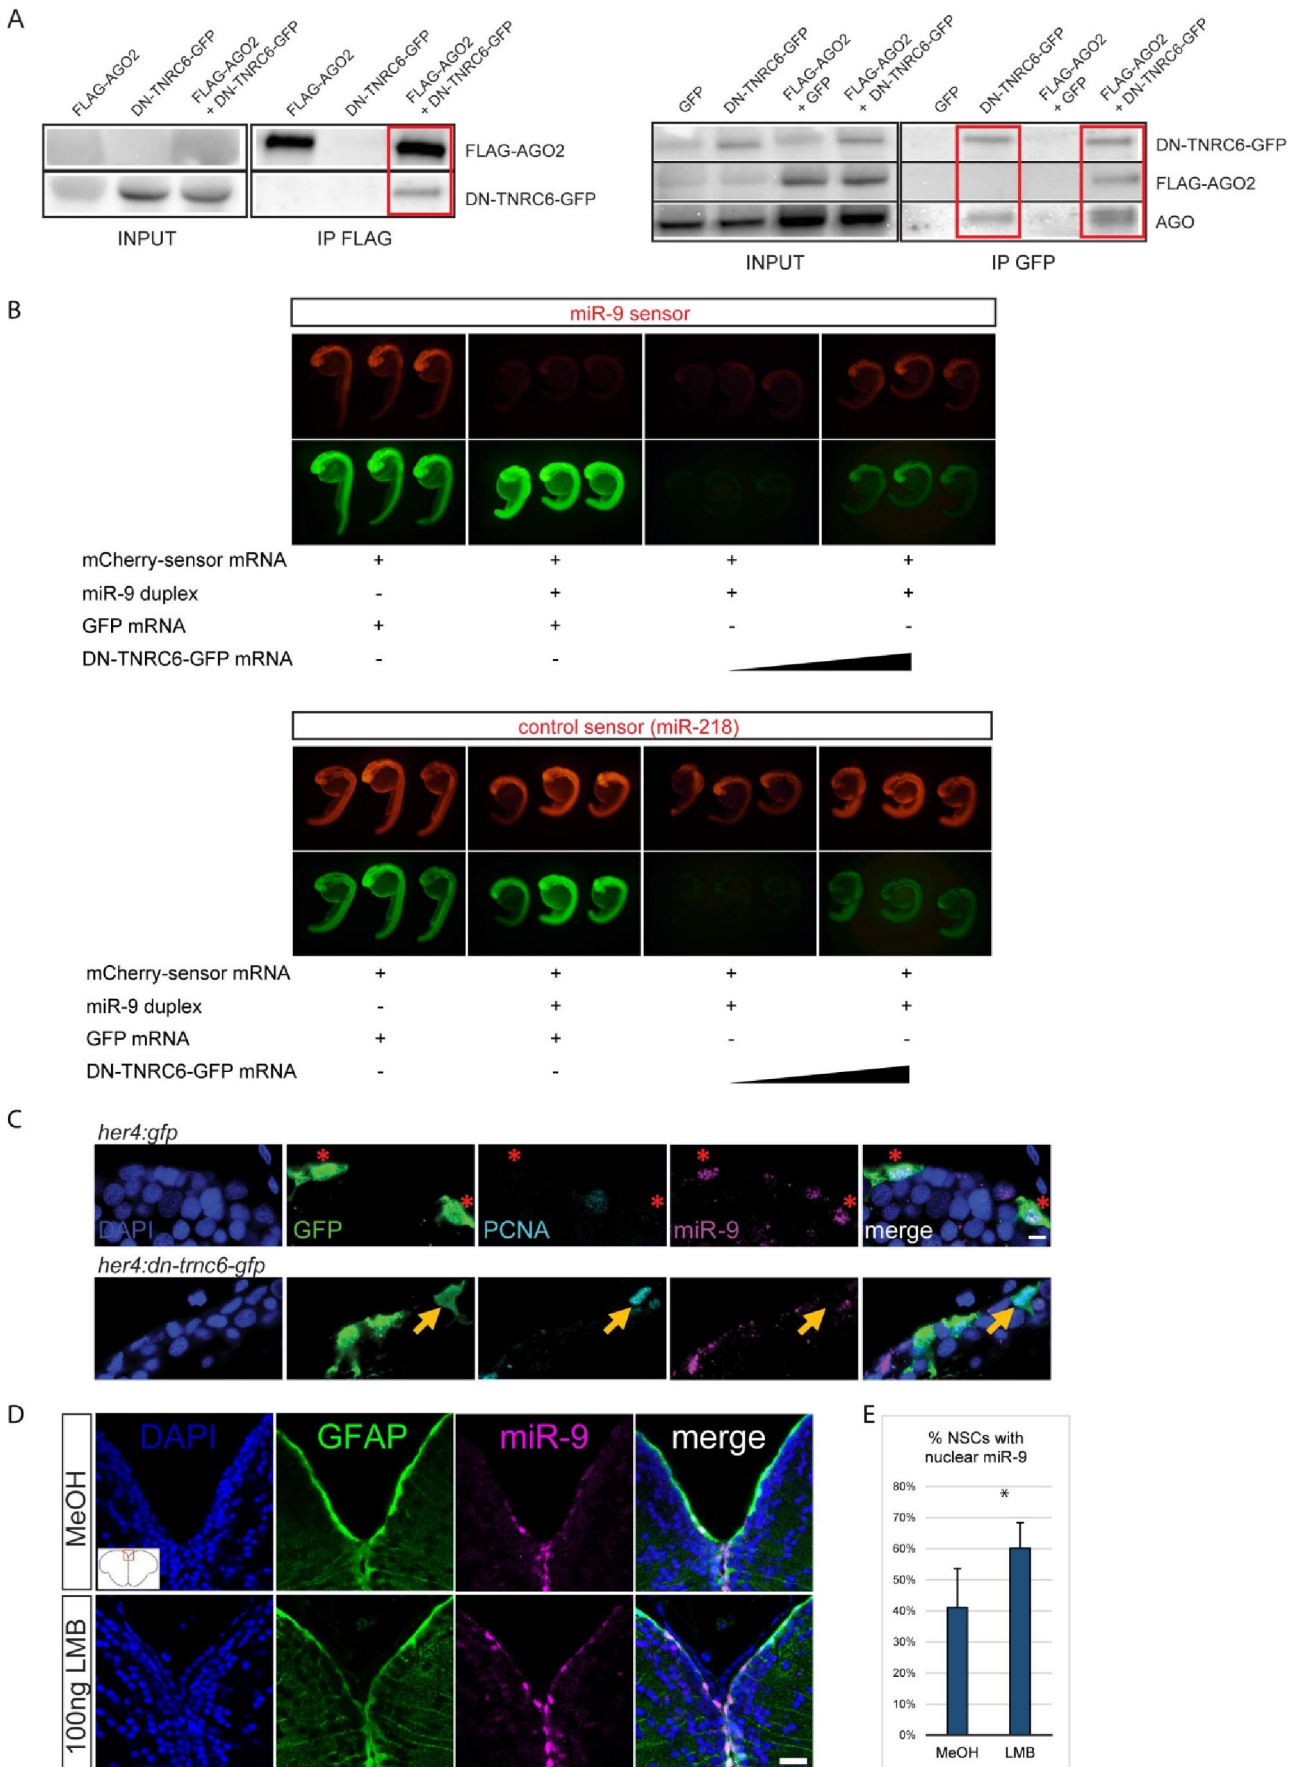 A
FLAG-AGO2
DN-TNRC6-GFP
FLAG-AGO2
+ DN-TNRC6-GFP
FLAG-AGO2
DN-TNRC6-GFP
FLAG-AGO2
+ DN-TNRC6-GFP
FLAG-AGO2
DN-TNRC6-GFP
INPUT
IP FLAG
GFP
DN-TNRC6-GFP
FLAG-AGO2
+ GFP
FLAG-AGO2
+ DN-TNRC6-GFP
GFP
DN-TNRC6-GFP
FLAG-AGO2
+ GFP
FLAG-AGO2
+ DN-TNRC6-GFP
DN-TNRC6-GFP
FLAG-AGO2
AGO
INPUT
IP GFP
B
miR-9 sensor
mCherry-sensor mRNA + + + +
miR-9 duplex - + + +
GFP mRNA + + - -
DN-TNRC6-GFP mRNA - -
control sensor (miR-218)
mCherry-sensor mRNA + + + +
miR-9 duplex - + + +
GFP mRNA + + - -
DN-TNRC6-GFP mRNA - -
C
her4:gfp
* * * * * * * *
DAPI GFP PCNA miR-9 merge
her4:dn-trnc6-gfp
D
DAPI GFAP miR-9 merge
MeOH
100ng LMB
E
% NSCs with
nuclear miR-9
80%
*
70%
60%
50%
40%
30%
20%
10%
0%
MeOH LMB